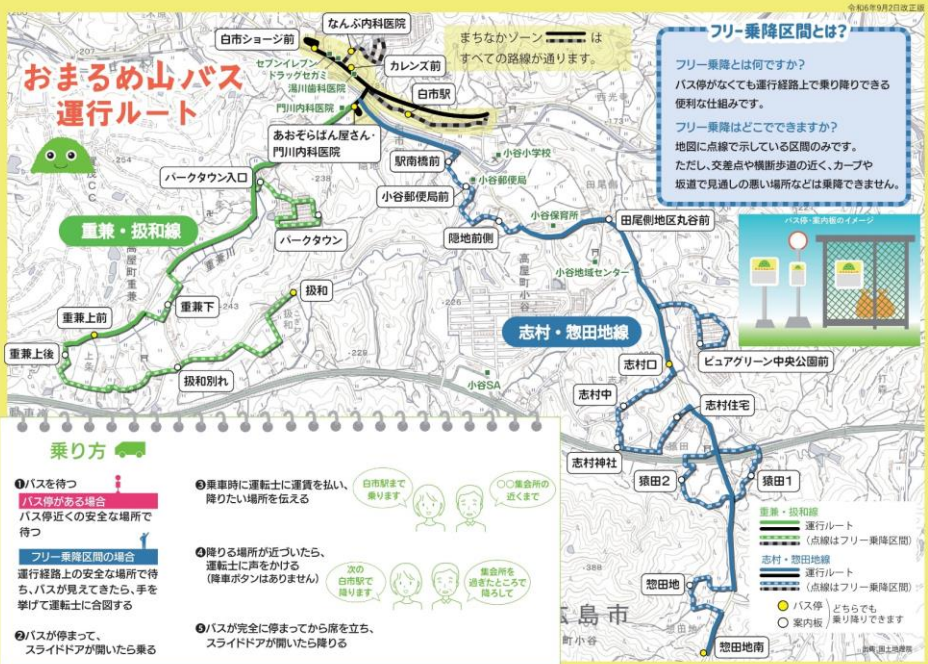 令和6年9月2日改正版
おまるめ山バス
運行ルート
まちなかゾーン は
すべての路線が通ります。
フリー乗降区間とは?
フリー乗降とは何ですか?
バス停がなくても運行経路上で乗り降りできる
便利な仕組みです。
フリー乗降はどこでできますか?
地図に点線で示している区間のみです。
ただし、交差点や横断歩道の近く、カーブや
坂道で見通しの悪い場所などは乗降できません。
バス停・案内板のイメージ
なんぶ内科医院
白市ショージ前
カレンズ前
セブンイレブン
ドラッグセガミ
湯川歯科医院
門川内科医院
白市駅
あおぞらぱん屋さん・
門川内科医院
駅南橋前
小谷小学校
小谷郵便局
小谷郵便局前
パークタウン入口
パークタウン
重兼・扱和線
隠地前側
小谷保育所
田尾側地区丸谷前
小谷地域センター
高屋町重兼
重兼川
高屋町小谷
扱和
重兼下
重兼上前
重兼上後
扱和別れ
志村・惣田地線
ピュアグリーン中央公園前
志村口
小谷SA
志村中
志村住宅
志村神社
猿田
猿田2
猿田1
惣田地
惣田地南
広島市
町小谷
-254
-238
-243
-226
-228
-388
乗り方
❶バスを待つ
バス停がある場合
バス停近くの安全な場所で
待つ
フリー乗降区間の場合
運行経路上の安全な場所で待
ち、バスが見えてきたら、手を
挙げて運転士に合図する
❷バスが停まって、
スライドドアが開いたら乗る
❸乗車時に運転士に運賃を払い、
降りたい場所を伝える
白市駅まで
乗ります
○○集会所の
近くまで
❹降りる場所が近づいたら、
運転士に声をかける
(降車ボタンはありません)
次の
白市駅で
降ります
集会所を
過ぎたところで
降ろして
❺バスが完全に停まってから席を立ち、
スライドドアが開いたら降りる
重兼・扱和線
運行ルート
(点線はフリー乗降区間)
志村・惣田地線
運行ルート
(点線はフリー乗降区間)
バス停
案内板
どちらでも
乗り降りできます
出典:国土地理院